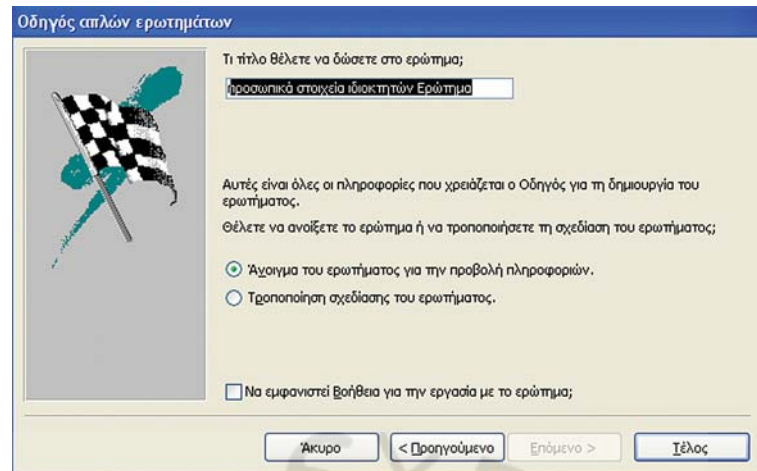 Οδηγός απλών ερωτημάτων
Τι τίτλο θέλετε να δώσετε στο ερώτημα;
προσωπικά στοιχεία ιδιοκτητών Ερώτημα
Αυτές είναι όλες οι πληροφορίες που χρειάζεται ο Οδηγός για τη δημιουργία του
ερωτήματος.
Θέλετε να ανοίξετε το ερώτημα ή να τροποποιήσετε τη σχεδίαση του ερωτήματος;
Άνοιγμα του ερωτήματος για την προβολή πληροφοριών.
Τροποποίηση σχεδίασης του ερωτήματος.
Να εμφανιστεί Βοήθεια για την εργασία με το ερώτημα;
Άκυρο
< Προηγούμενο
Επόμενο >
Τέλος